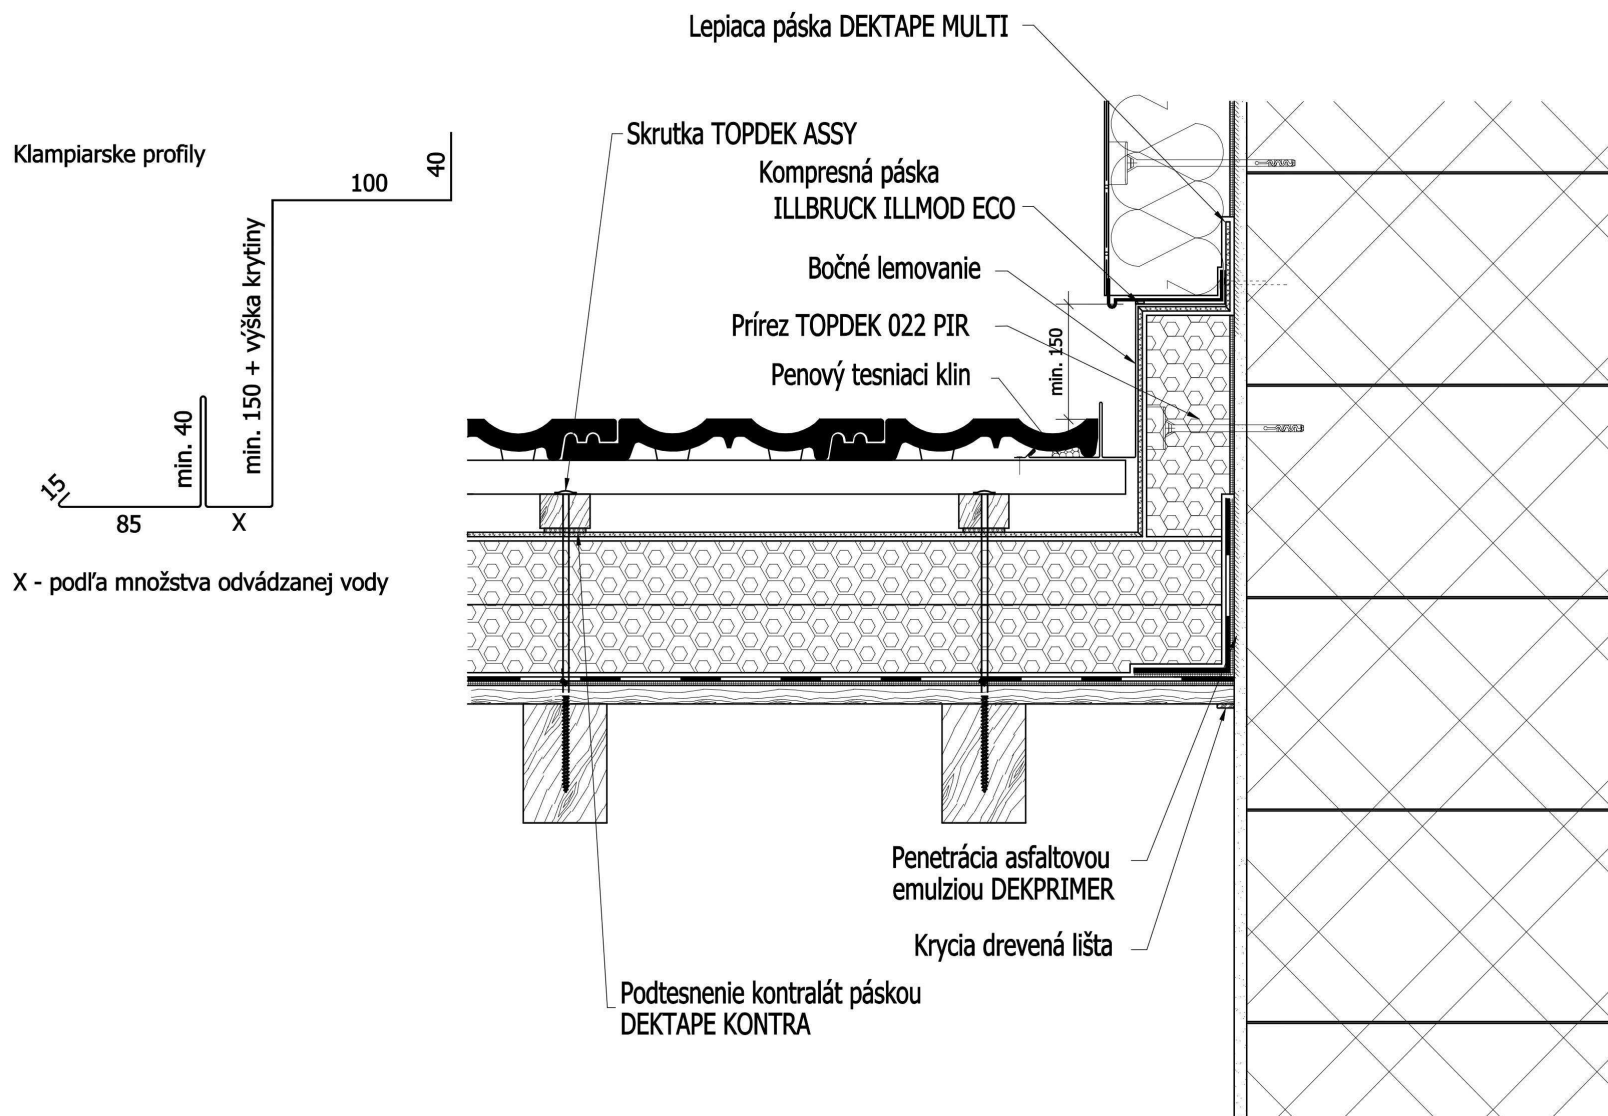 Lepiaca páska DEKTAPE MULTI
Skrutka TOPDEK ASSY
Klampiarske profily
Kompresná páska
ILLBRUCK ILLMOD ECO
100
40
Bočné lemovanie
min. 150 + výška krytiny
Prírez TOPDEK 022 PIR
min. 150
Penový tesniaci klin
min. 40
15
85
X
X - podľa množstva odvádzanej vody
Penetrácia asfaltovou
emulziou DEKPRIMER
Krycia drevená lišta
Podtesnenie kontralát páskou
DEKTAPE KONTRA